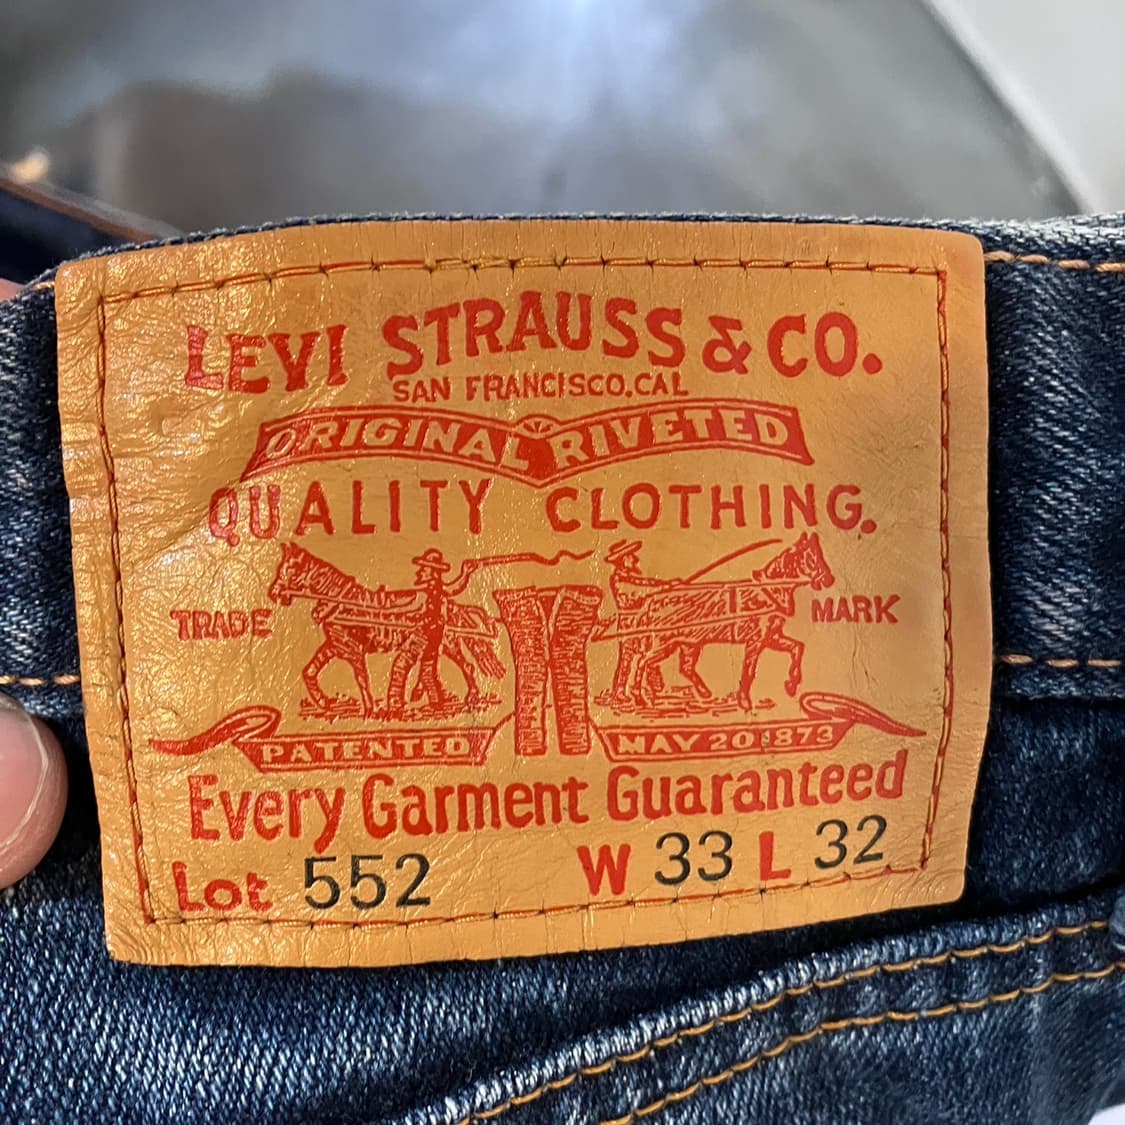 LEVI STRAUSS & CO.
SAN FRANCISCO.CAL
ORIGINAL RIVETED
QUALITY CLOTHING.
TRADE MARK
PATENTED MAY 20 1873
Every Garment Guaranteed
Lot 552 W 33 L 32